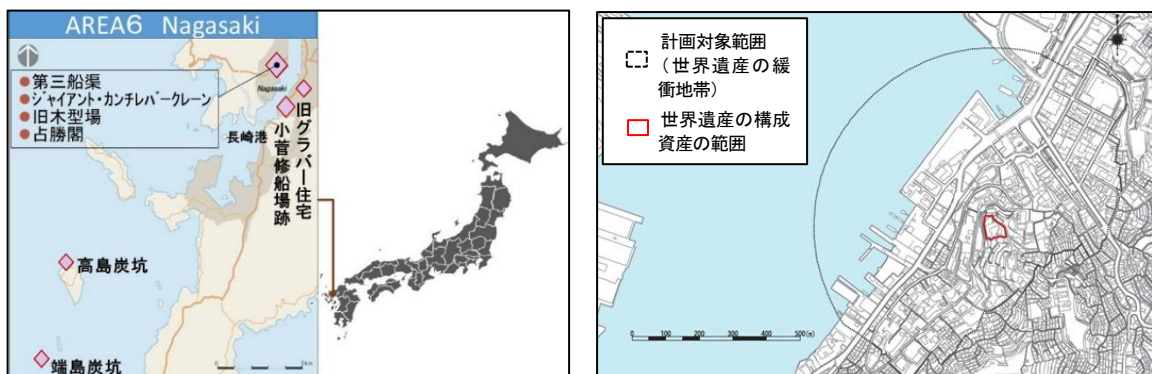 AREA6 Nagasaki
第三船渠
ジャイアント・カンチレバークレーン
旧木型場
占勝閣
Nagasaki
長崎港
小菅修船場跡
旧グラバー住宅
高島炭坑
端島炭坑
0
5km
計画対象範囲
(世界遺産の緩
衝地帯)
世界遺産の構成
資産の範囲
0 100 200 300 400 500(m)